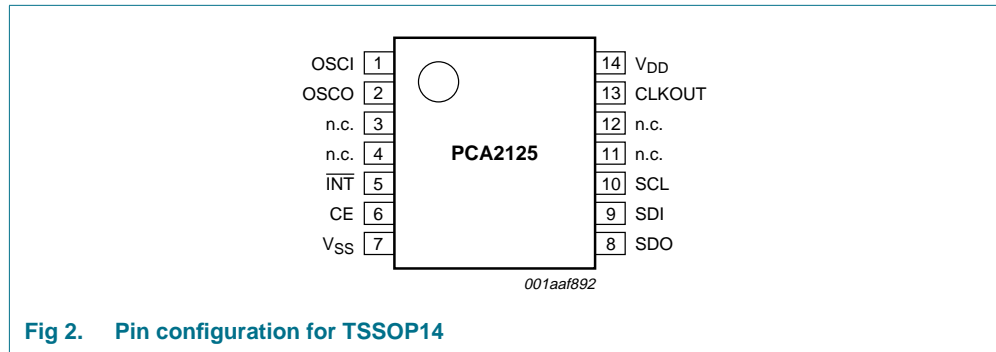 OSCI 1
OSCO 2
n.c. 3
n.c. 4
INT 5
CE 6
VSS 7
PCA2125
14 VDD
13 CLKOUT
12 n.c.
11 n.c.
10 SCL
9 SDI
8 SDO
001aaf892
Fig 2. Pin configuration for TSSOP14